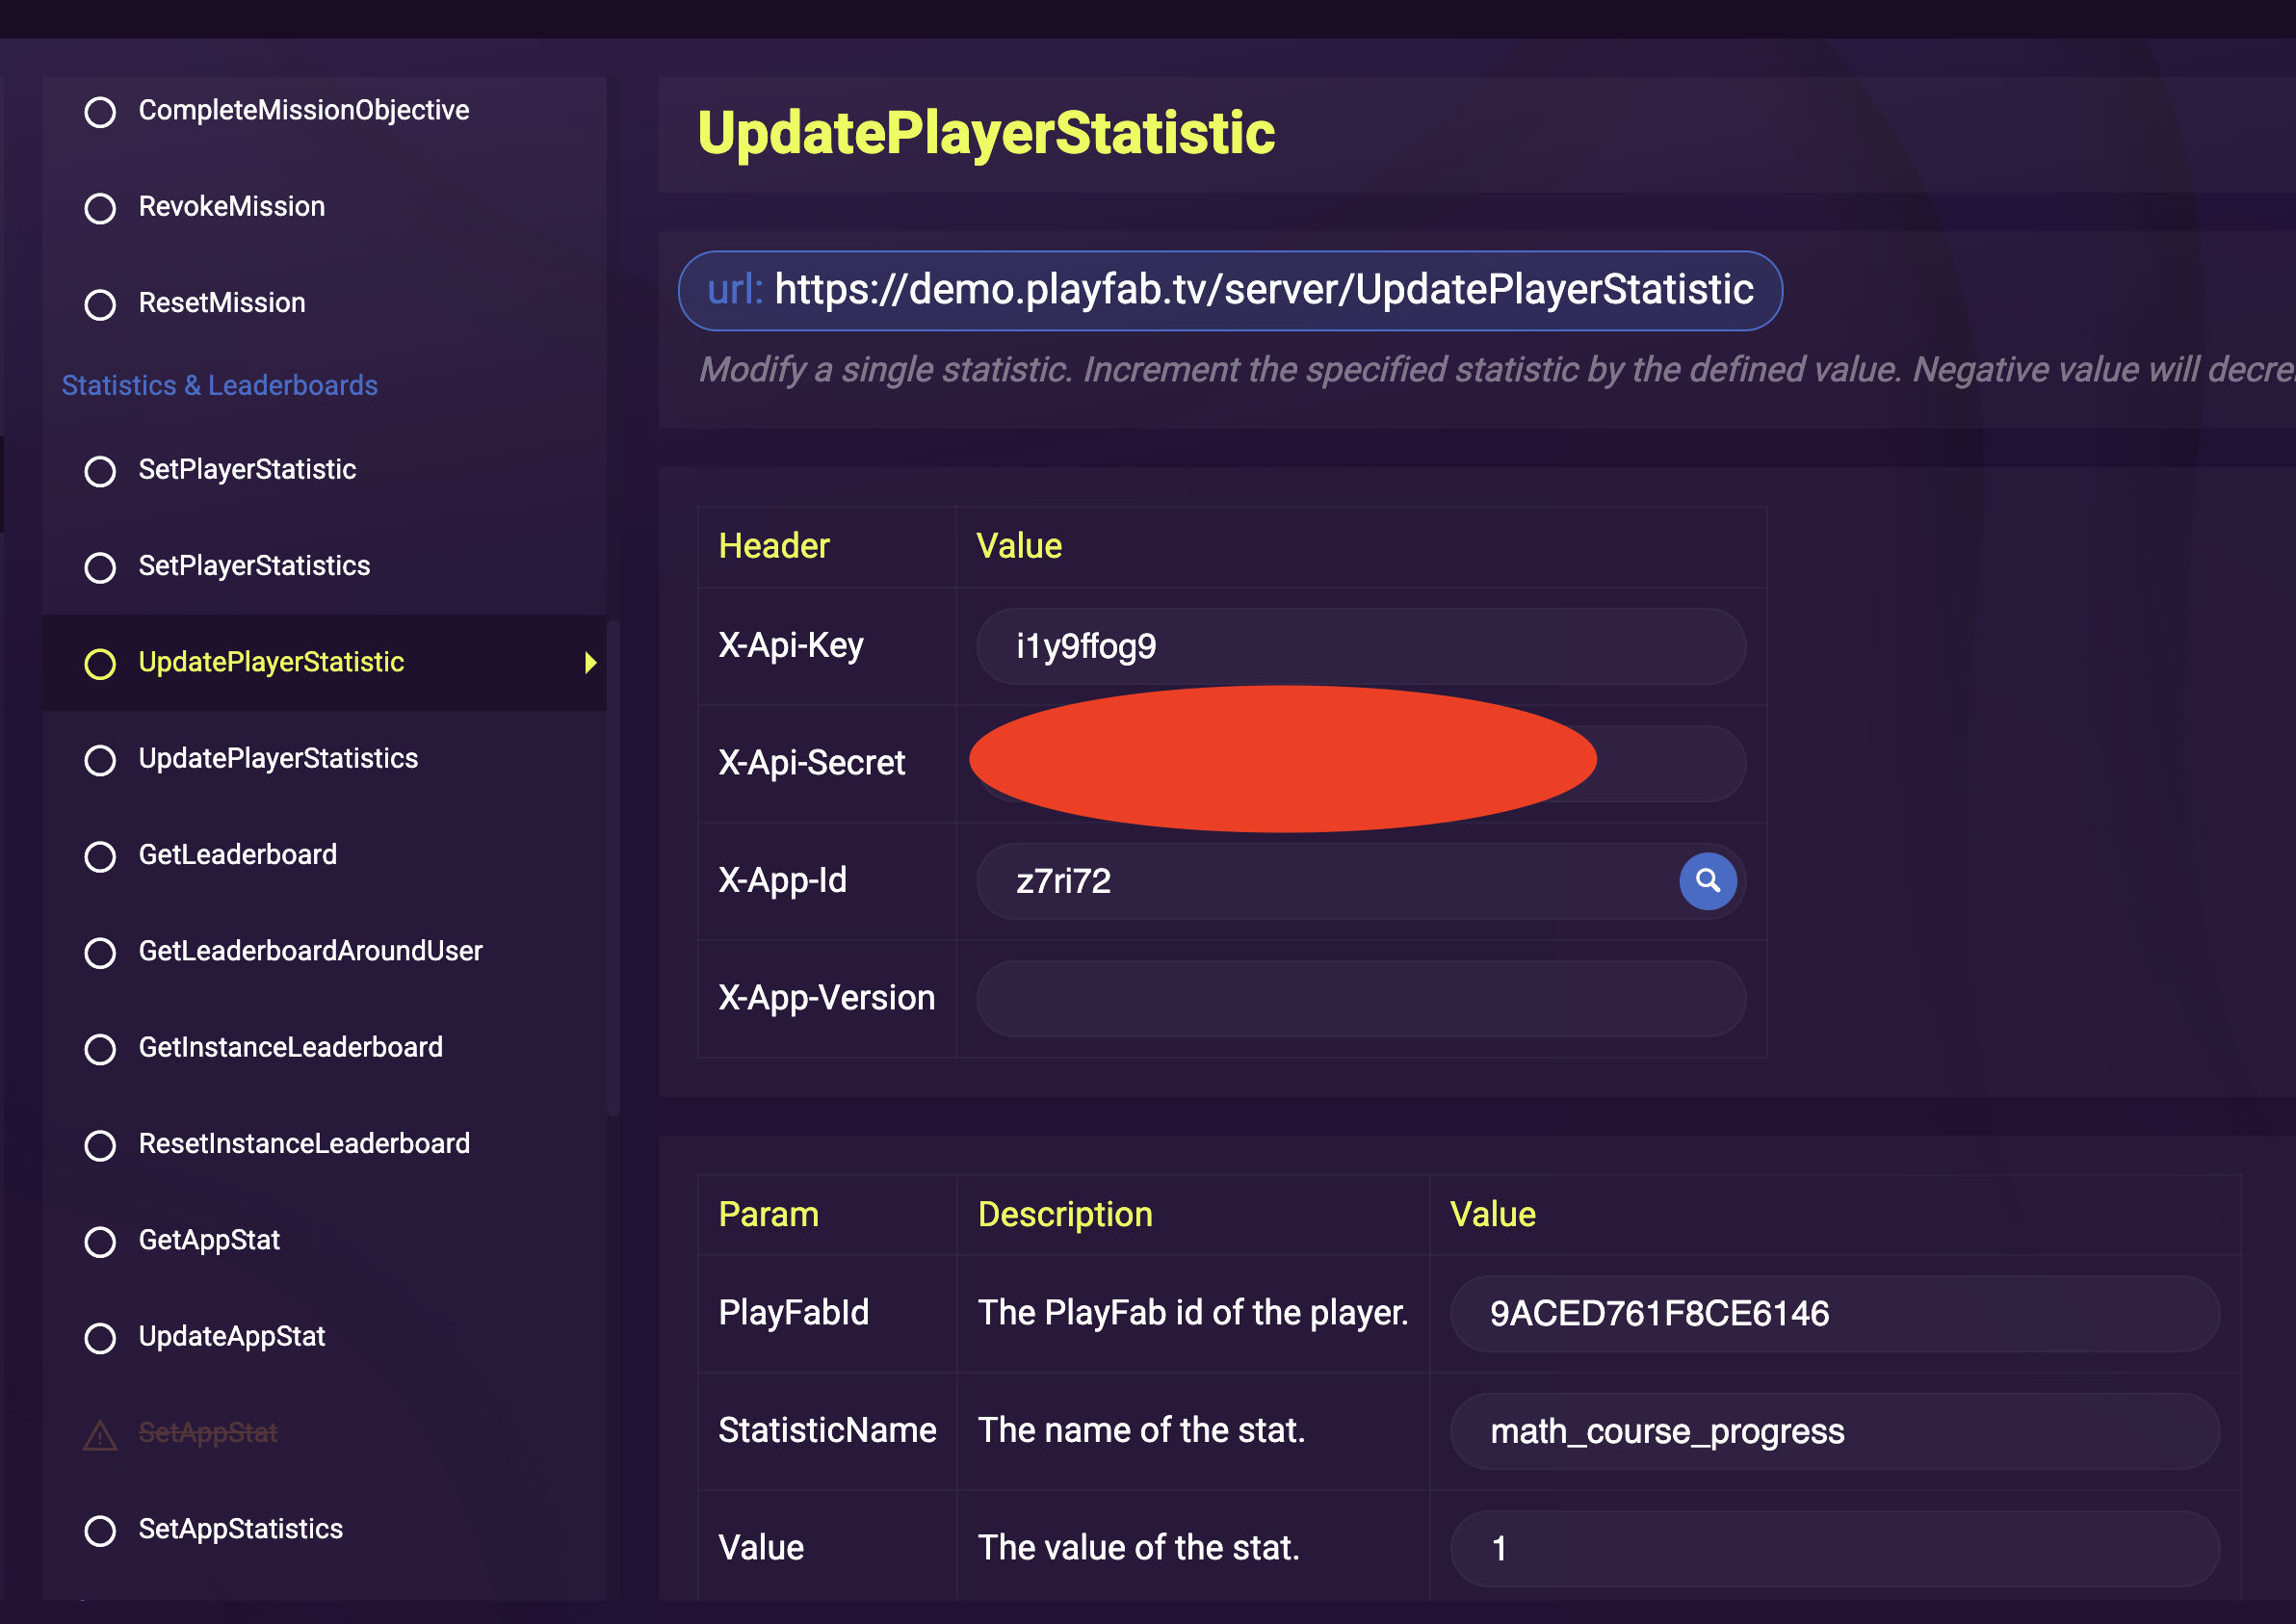 CompleteMissionObjective
RevokeMission
ResetMission
Statistics & Leaderboards
SetPlayerStatistic
SetPlayerStatistics
UpdatePlayerStatistic
UpdatePlayerStatistics
GetLeaderboard
GetLeaderboardAroundUser
GetInstanceLeaderboard
ResetInstanceLeaderboard
GetAppStat
UpdateAppStat
SetAppStat
SetAppStatistics
UpdatePlayerStatistic
url: https://demo.playfab.tv/server/UpdatePlayerStatistic
Modify a single statistic. Increment the specified statistic by the defined value. Negative value will
Header Value
X-Api-Key i1y9ffog9
X-Api-Secret
X-App-Id z7ri72
X-App-Version
Param Description Value
PlayFabId The PlayFab id of the player. 9ACED761F8CE6146
StatisticName The name of the stat. math_course_progress
Value The value of the stat. 1